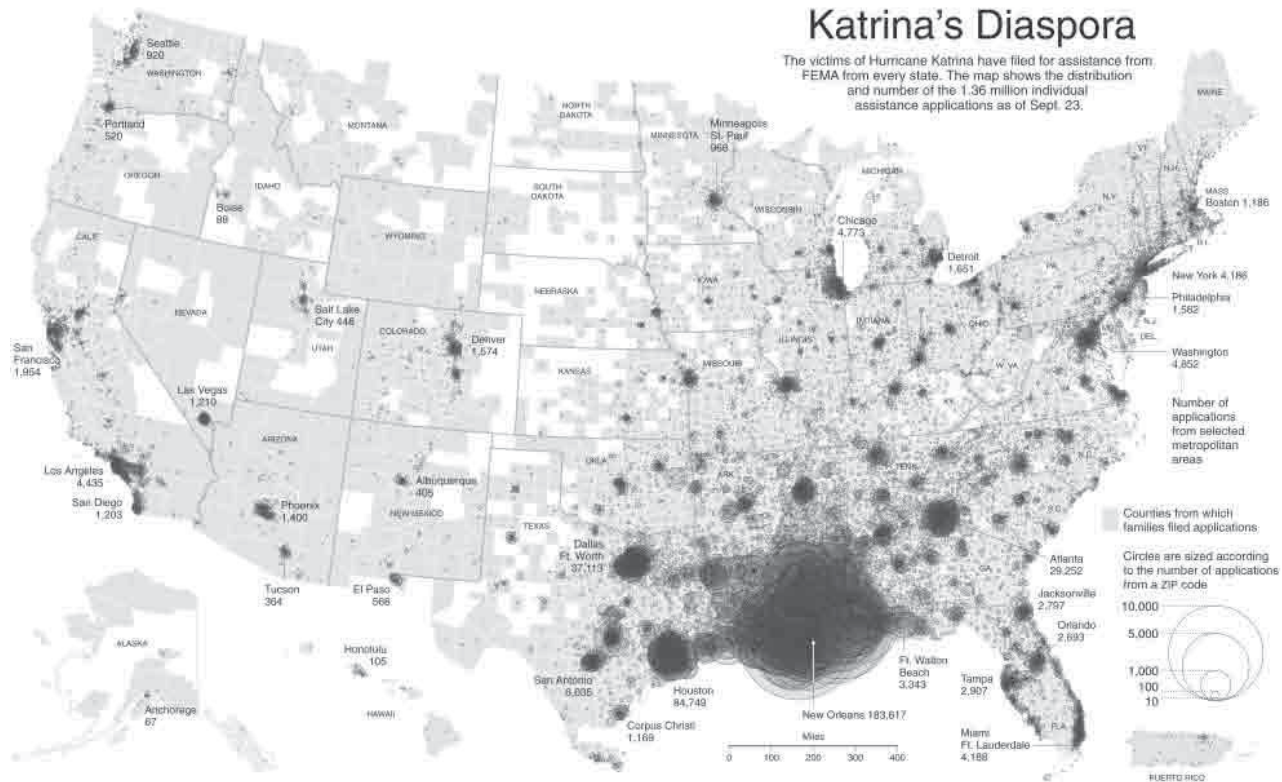 Katrina's Diaspora
The victims of Hurricane Katrina have filed for assistance from
FEMA from every state. The map shows the distribution
and number of the 1.36 million individual
assistance applications as of Sept. 23.
Seattle
920
WASHINGTON
Portland
520
OREGON
IDAHO
Boise
MONTANA
NORTH
DAKOTA
SOUTH
DAKOTA
MINNESOTA
Minneapolis
St. Paul
968
WISCONSIN
MICHIGAN
MAINE
VT.
N.H.
N.Y.
MASS.
Boston 1,186
R.I.
CALIF.
NEVADA
WYOMING
Salt Lake
City 446
UTAH
COLORADO
Denver
1,574
NEBRASKA
KANSAS
IOWA
Chicago
4,773
Detroit
1,651
ILLINOIS
INDIANA
OHIO
PA.
New York 4,186
Philadelphia
1,562
N.J.
DEL.
Washington
4,652
W. VA.
VA.
KY.
MISSOURI
San
Francisco
1,954
Las Vegas
1,210
Los Angeles
4,435
San Diego
1,203
ARIZONA
Phoenix
1,400
Tucson
364
Albuquerque
405
NEW MEXICO
El Paso
566
TEXAS
OKLA.
ARK.
TENN.
N.C.
S.C.
GA.
Dallas
Ft. Worth
37,113
San Antonio
6,035
Corpus Christi
1,169
Houston
84,749
New Orleans 183,617
Ft. Walton
Beach
3,343
Atlanta
29,252
Jacksonville
2,797
Orlando
2,693
Tampa
2,907
FLA.
Miami
Ft. Lauderdale
4,188
Number of
applications
from selected
metropolitan
areas
Counties from which
families filed applications
Circles are sized according
to the number of applications
from a ZIP code
10,000
5,000
1,000
100
10
ALASKA
Anchorage
67
Honolulu
105
HAWAII
Miles
0 100 200 300 400
PUERTO RICO